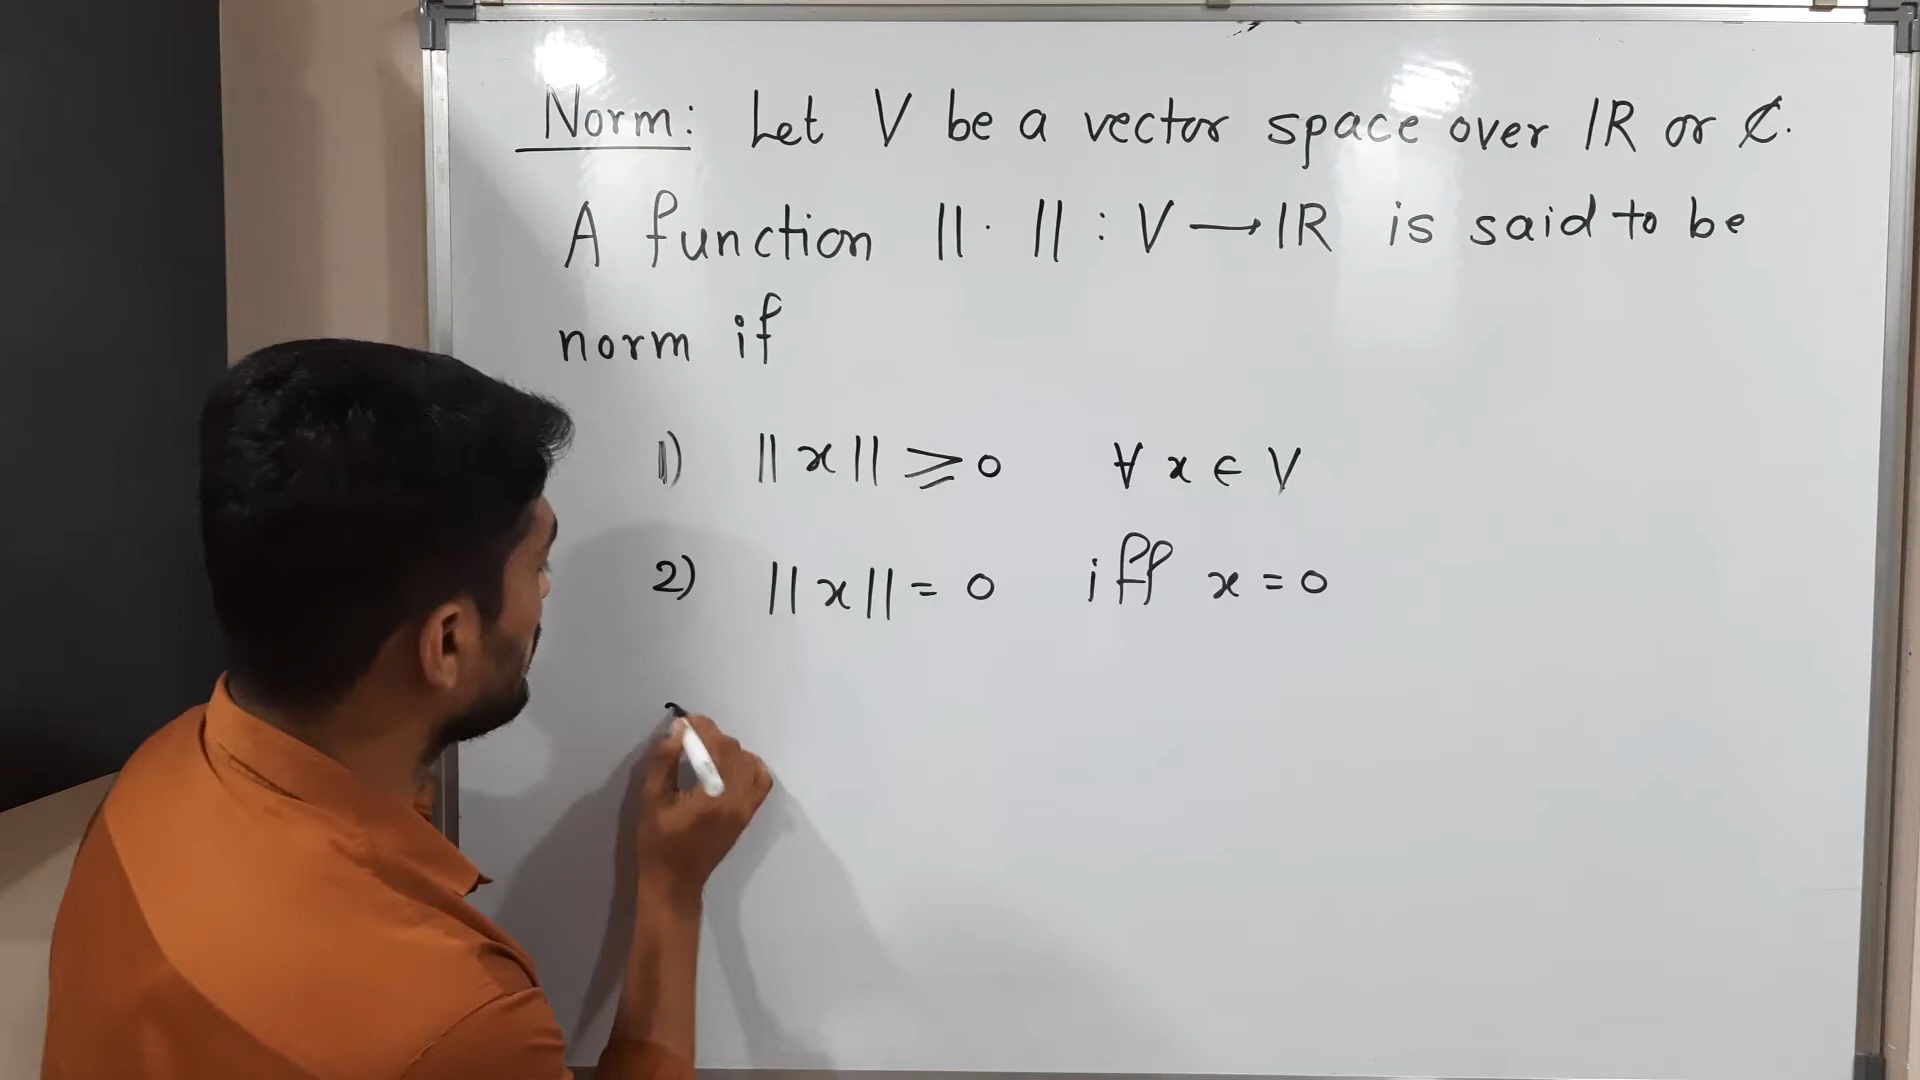 Norm: Let V be a vector space over ℝ or ℂ.
A function ||·|| : V → ℝ is said to be
norm if
1) ||x|| ⩾ 0 ∀ x ∈ V
2) ||x|| = 0 iff x = 0